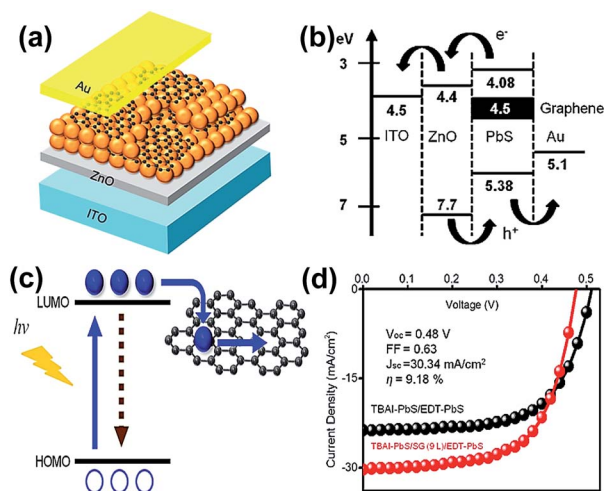 (a)
Au
ZnO
ITO
(b)
eV
3
5
7
e-
4.08
4.4
4.5
4.5
Graphene
ITO
ZnO
PbS
Au
5.1
5.38
7.7
h+
(c)
LUMO
hν
HOMO
(d)
Voltage (V)
0.0
0.1
0.2
0.3
0.4
0.5
0
-15
-30
Current Density (mA/cm²)
Voc = 0.48 V
FF = 0.63
Jsc=30.34 mA/cm²
η = 9.18 %
TBAI-PbS/EDT-PbS
TBAI-PbS/SG (9 L)/EDT-PbS